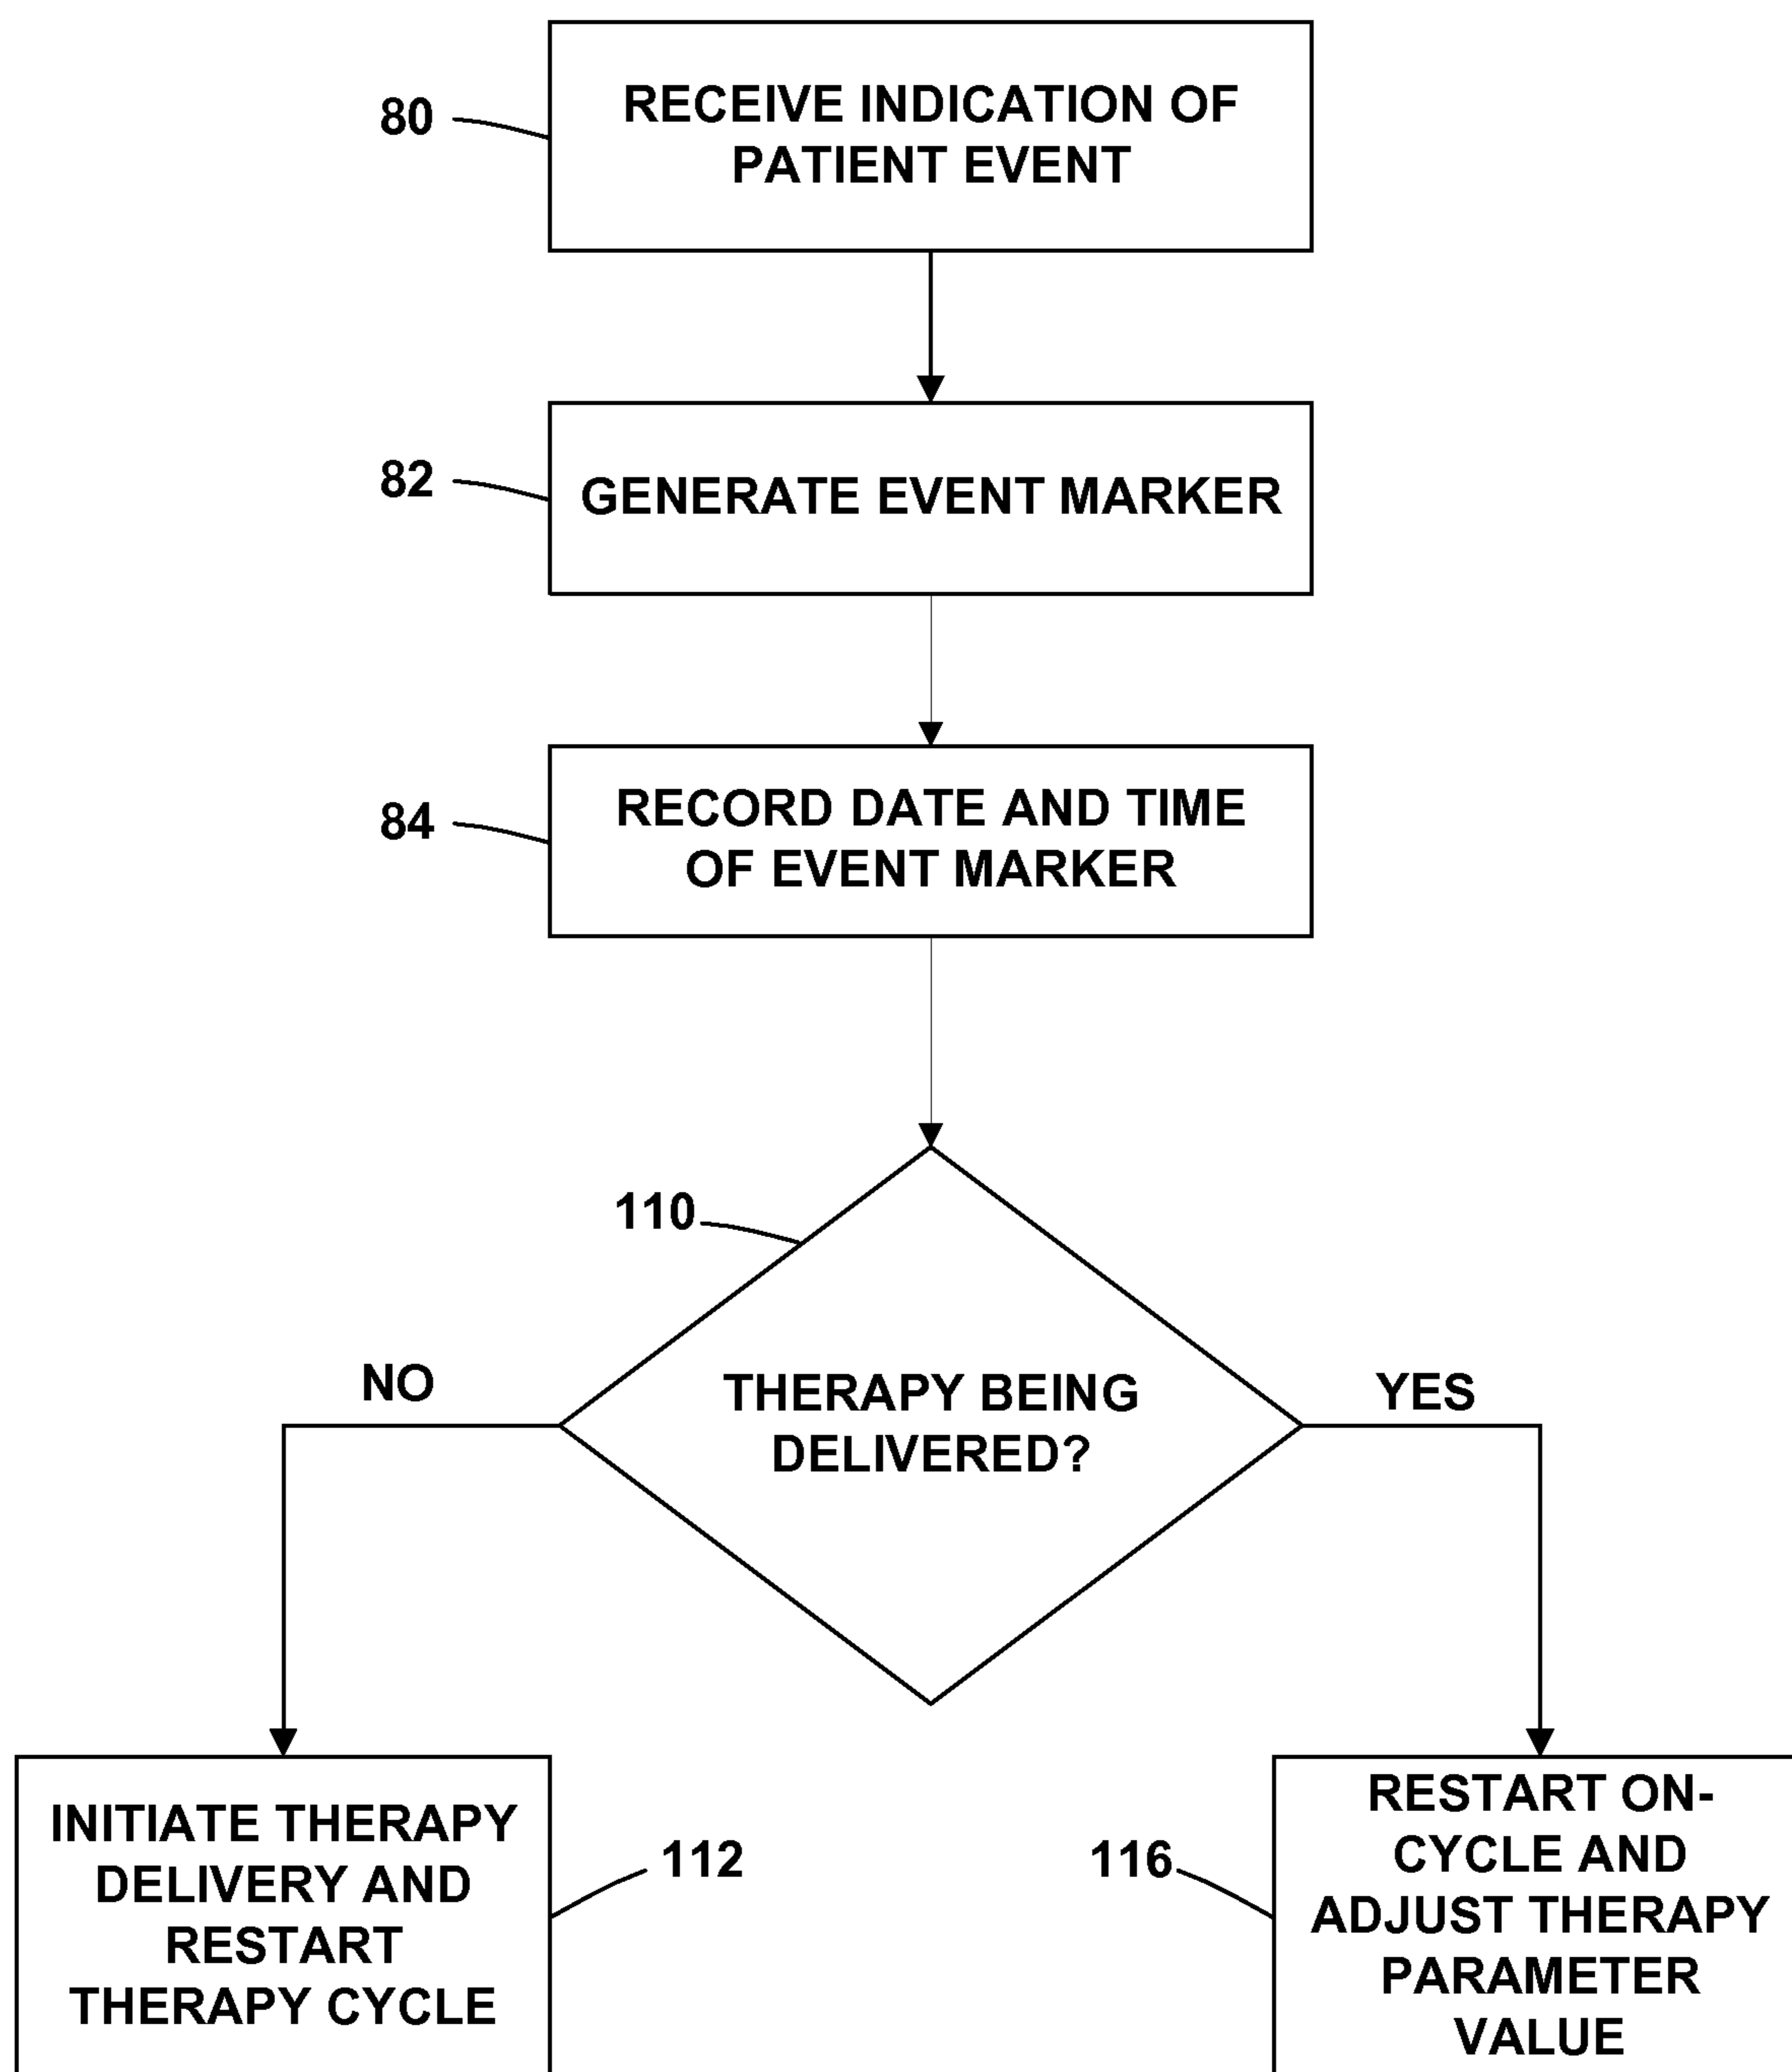 80
RECEIVE INDICATION OF
PATIENT EVENT
82
GENERATE EVENT MARKER
84
RECORD DATE AND TIME
OF EVENT MARKER
110
THERAPY BEING
DELIVERED?
NO
YES
INITIATE THERAPY
DELIVERY AND
RESTART
THERAPY CYCLE
112
116
RESTART ON-
CYCLE AND
ADJUST THERAPY
PARAMETER
VALUE